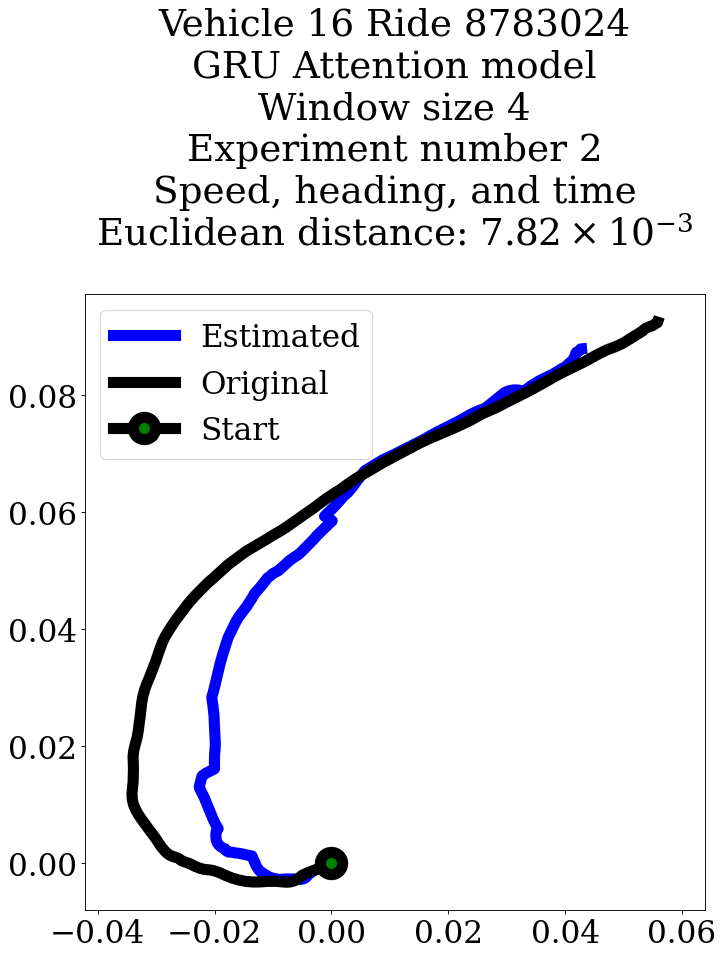 Vehicle 16 Ride 8783024
GRU Attention model
Window size 4
Experiment number 2
Speed, heading, and time
Euclidean distance: 7.82 × 10⁻³
Estimated
Original
Start
0.08
0.06
0.04
0.02
0.00
−0.04 −0.02 0.00 0.02 0.04 0.06